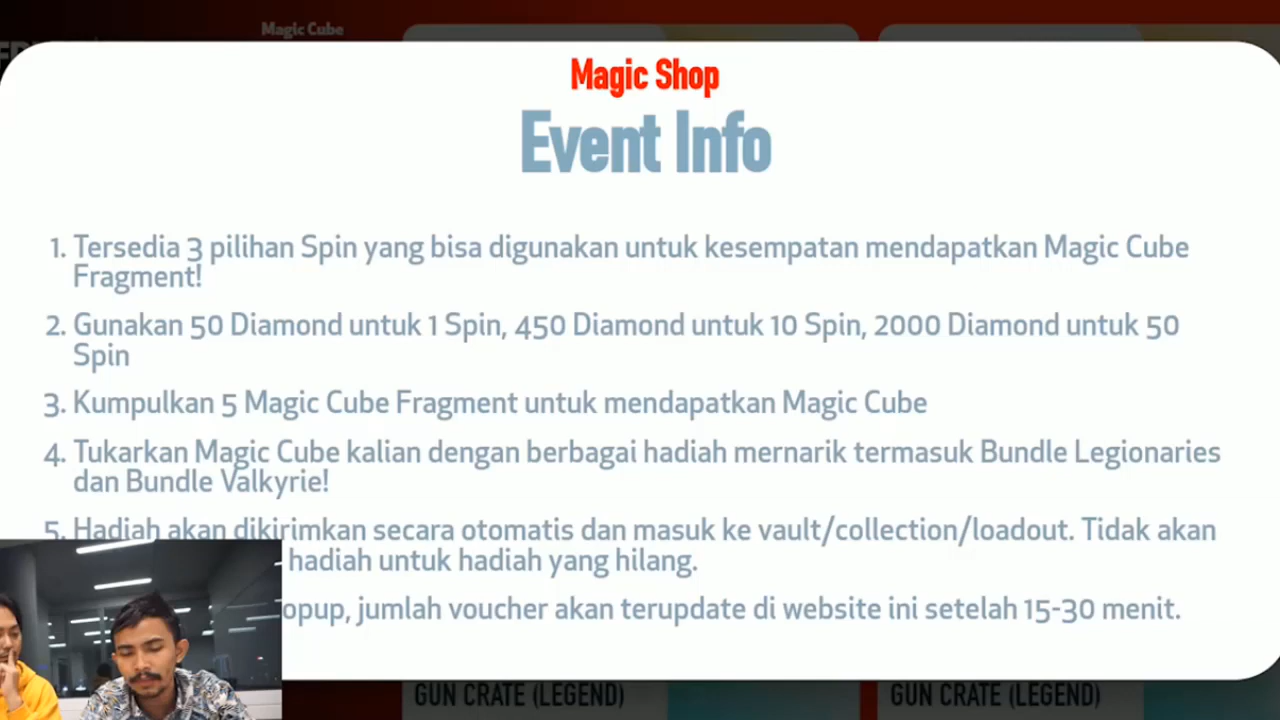 Magic Cube
Magic Shop
Event Info
1. Tersedia 3 pilihan Spin yang bisa digunakan untuk kesempatan mendapatkan Magic Cube
Fragment!
2. Gunakan 50 Diamond untuk 1 Spin, 450 Diamond untuk 10 Spin, 2000 Diamond untuk 50
Spin
3. Kumpulkan 5 Magic Cube Fragment untuk mendapatkan Magic Cube
4. Tukarkan Magic Cube kalian dengan berbagai hadiah mernarik termasuk Bundle Legionaries
dan Bundle Valkyrie!
5. Hadiah akan dikirimkan secara otomatis dan masuk ke vault/collection/loadout. Tidak akan
hadiah untuk hadiah yang hilang.
opup, jumlah voucher akan terupdate di website ini setelah 15-30 menit.
GUN CRATE (LEGEND)
GUN CRATE (LEGEND)